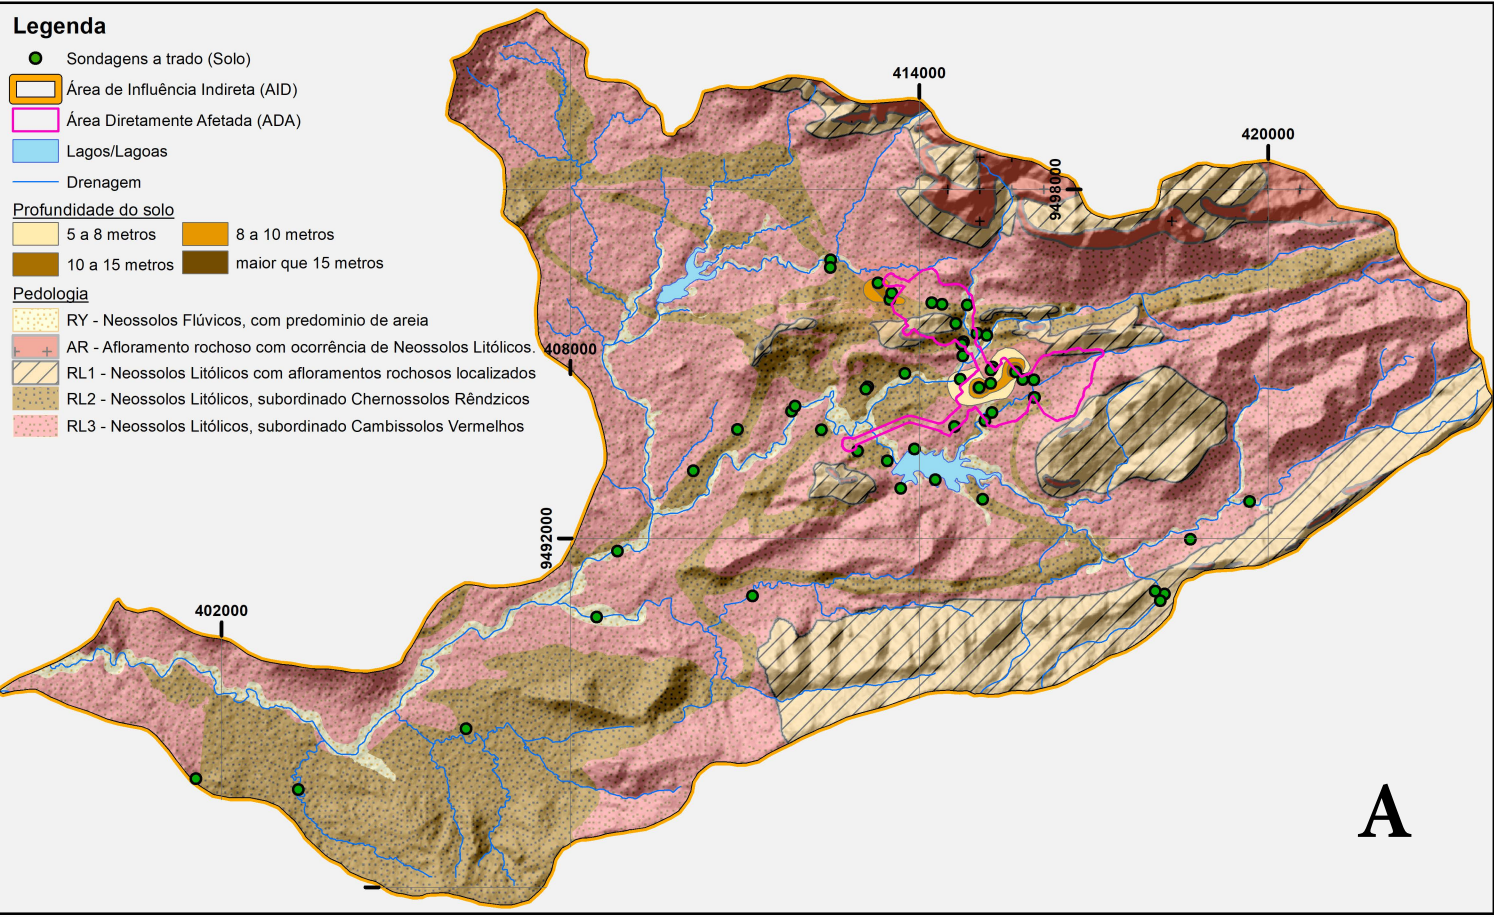 Legenda
Sondagens a trado (Solo)
Área de Influência Indireta (AID)
Área Diretamente Afetada (ADA)
Lagos/Lagoas
Drenagem
Profundidade do solo
5 a 8 metros
8 a 10 metros
10 a 15 metros
maior que 15 metros
Pedologia
RY - Neossolos Flúvicos, com predominio de areia
AR - Afloramento rochoso com ocorrência de Neossolos Litólicos.
RL1 - Neossolos Litólicos com afloramentos rochosos localizados
RL2 - Neossolos Litólicos, subordinado Chernossolos Rêndzicos
RL3 - Neossolos Litólicos, subordinado Cambissolos Vermelhos
414000
420000
9498000
408000
9492000
402000
A